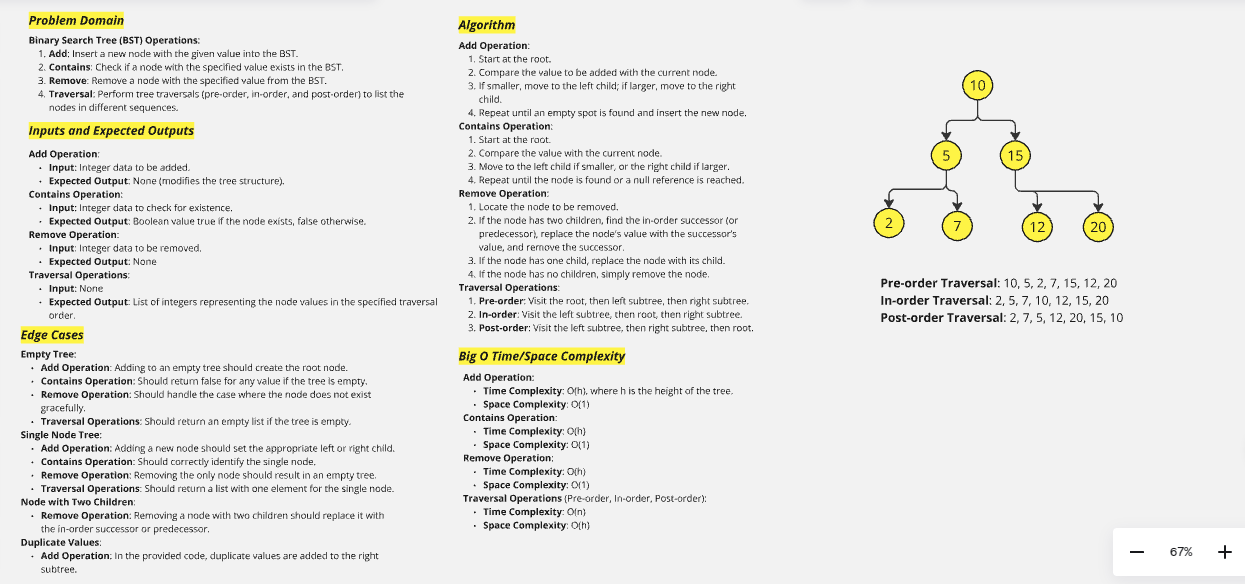 Problem Domain
Binary Search Tree (BST) Operations:
1. Add: Insert a new node with the given value into the BST.
2. Contains: Check if a node with the specified value exists in the BST.
3. Remove: Remove a node with the specified value from the BST.
4. Traversal: Perform tree traversals (pre-order, in-order, and post-order) to list the
nodes in different sequences.
Inputs and Expected Outputs
Add Operation:
• Input: Integer data to be added.
• Expected Output: None (modifies the tree structure).
Contains Operation:
• Input: Integer data to check for existence.
• Expected Output: Boolean value true if the node exists, false otherwise.
Remove Operation:
• Input: Integer data to be removed.
• Expected Output: None
Traversal Operations:
• Input: None
• Expected Output: List of integers representing the node values in the specified traversal
order.
Edge Cases
Empty Tree:
• Add Operation: Adding to an empty tree should create the root node.
• Contains Operation: Should return false for any value if the tree is empty.
• Remove Operation: Should handle the case where the node does not exist
gracefully.
• Traversal Operations: Should return an empty list if the tree is empty.
Single Node Tree:
• Add Operation: Adding a new node should set the appropriate left or right child.
• Contains Operation: Should correctly identify the single node.
• Remove Operation: Removing the only node should result in an empty tree.
• Traversal Operations: Should return a list with one element for the single node.
Node with Two Children:
• Remove Operation: Removing a node with two children should replace it with
the in-order successor or predecessor.
Duplicate Values:
• Add Operation: In the provided code, duplicate values are added to the right
subtree.
Algorithm
Add Operation:
1. Start at the root.
2. Compare the value to be added with the current node.
3. If smaller, move to the left child; if larger, move to the right
child.
4. Repeat until an empty spot is found and insert the new node.
Contains Operation:
1. Start at the root.
2. Compare the value with the current node.
3. Move to the left child if smaller, or the right child if larger.
4. Repeat until the node is found or a null reference is reached.
Remove Operation:
1. Locate the node to be removed.
2. If the node has two children, find the in-order successor (or
predecessor), replace the node's value with the successor's
value, and remove the successor.
3. If the node has one child, replace the node with its child.
4. If the node has no children, simply remove the node.
Traversal Operations:
1. Pre-order: Visit the root, then left subtree, then right subtree.
2. In-order: Visit the left subtree, then root, then right subtree.
3. Post-order: Visit the left subtree, then right subtree, then root.
Big O Time/Space Complexity
Add Operation:
• Time Complexity: O(h), where h is the height of the tree.
• Space Complexity: O(1)
Contains Operation:
• Time Complexity: O(h)
• Space Complexity: O(1)
Remove Operation:
• Time Complexity: O(h)
• Space Complexity: O(1)
Traversal Operations (Pre-order, In-order, Post-order):
• Time Complexity: O(n)
• Space Complexity: O(h)
10
5 15
2 7 12 20
Pre-order Traversal: 10, 5, 2, 7, 15, 12, 20
In-order Traversal: 2, 5, 7, 10, 12, 15, 20
Post-order Traversal: 2, 7, 5, 12, 20, 15, 10
67%